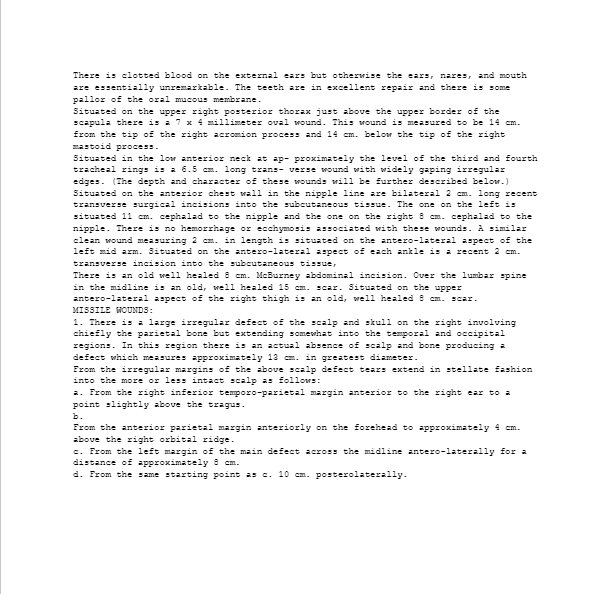 There is clotted blood on the external ears but otherwise the ears, nares, and mouth
are essentially unremarkable. The teeth are in excellent repair and there is some
pallor of the oral mucous membrane.
Situated on the upper right posterior thorax just above the upper border of the
scapula there is a 7 x 4 millimeter oval wound. This wound is measured to be 14 cm.
from the tip of the right acromion process and 14 cm. below the tip of the right
mastoid process.
Situated in the low anterior neck at ap- proximately the level of the third and fourth
tracheal rings is a 6.5 cm. long trans- verse wound with widely gaping irregular
edges. (The depth and character of these wounds will be further described below.)
Situated on the anterior chest wall in the nipple line are bilateral 2 cm. long recent
transverse surgical incisions into the subcutaneous tissue. The one on the left is
situated 11 cm. cephalad to the nipple and the one on the right 8 cm. cephalad to the
nipple. There is no hemorrhage or ecchymosis associated with these wounds. A similar
clean wound measuring 2 cm. in length is situated on the antero-lateral aspect of the
left mid arm. Situated on the antero-lateral aspect of each ankle is a recent 2 cm.
transverse incision into the subcutaneous tissue,
There is an old well healed 8 cm. McBurney abdominal incision. Over the lumbar spine
in the midline is an old, well healed 15 cm. scar. Situated on the upper
antero-lateral aspect of the right thigh is an old, well healed 8 cm. scar.
MISSILE WOUNDS:
1. There is a large irregular defect of the scalp and skull on the right involving
chiefly the parietal bone but extending somewhat into the temporal and occipital
regions. In this region there is an actual absence of scalp and bone producing a
defect which measures approximately 13 cm. in greatest diameter.
From the irregular margins of the above scalp defect tears extend in stellate fashion
into the more or less intact scalp as follows:
a. From the right inferior temporo-parietal margin anterior to the right ear to a
point slightly above the tragus.
b.
From the anterior parietal margin anteriorly on the forehead to approximately 4 cm.
above the right orbital ridge.
c. From the left margin of the main defect across the midline antero-laterally for a
distance of approximately 8 cm.
d. From the same starting point as c. 10 cm. posterolaterally.